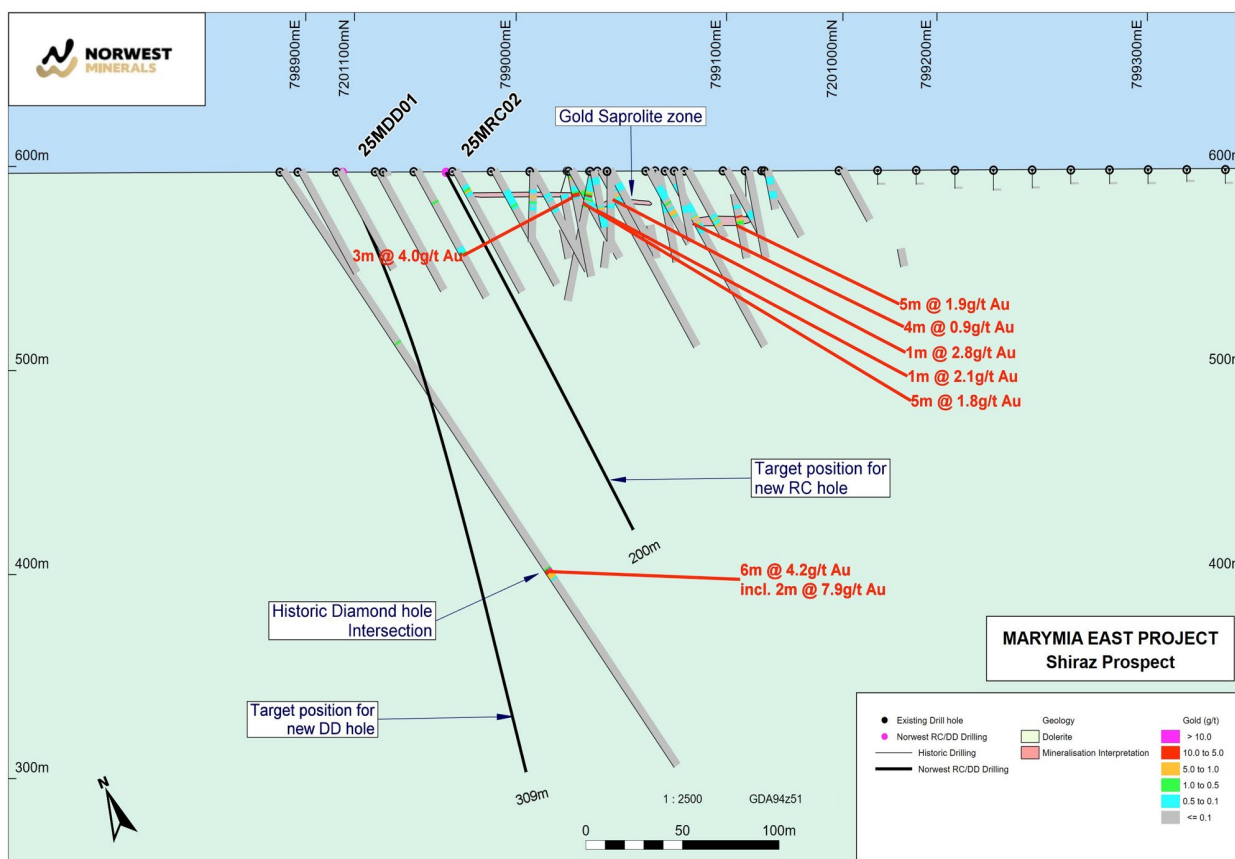 NORWEST
MINERALS
798900mE
7201100mN
799000mE
799100mE
7201000mN
799200mE
799300mE
25MDD01
25MRC02
Gold Saprolite zone
600m
600m
3m @ 4.0g/t Au
5m @ 1.9g/t Au
4m @ 0.9g/t Au
1m @ 2.8g/t Au
1m @ 2.1g/t Au
5m @ 1.8g/t Au
500m
500m
Target position for
new RC hole
200m
400m
400m
6m @ 4.2g/t Au
incl. 2m @ 7.9g/t Au
Historic Diamond hole
Intersection
Target position for
new DD hole
300m
309m
MARYMIA EAST PROJECT
Shiraz Prospect
Existing Drill hole
Norwest RC/DD Drilling
Historic Drilling
Norwest RC/DD Drilling
Geology
Dolerite
Mineralisation Interpretation
Gold (g/t)
> 10.0
10.0 to 5.0
5.0 to 1.0
1.0 to 0.5
0.5 to 0.1
<= 0.1
N
1 : 2500 GDA94z51
0 50 100m